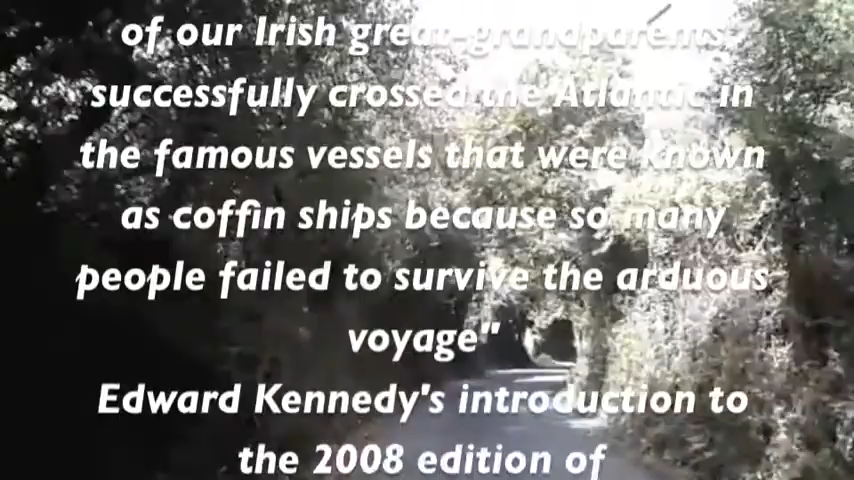 of our Irish great-grandparents
successfully crossed the Atlantic in
the famous vessels that were known
as coffin ships because so many
people failed to survive the arduous
voyage"
Edward Kennedy's introduction to
the 2008 edition of